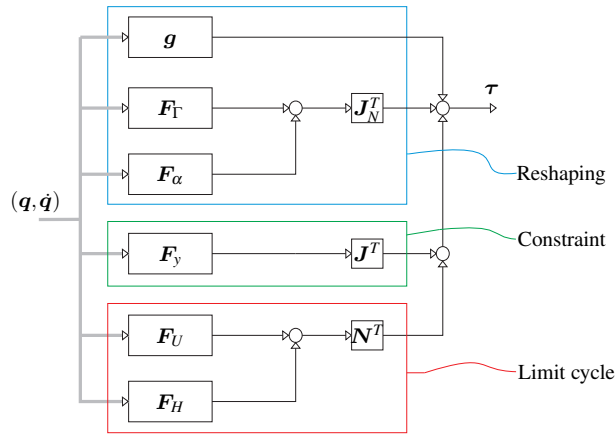 g
τ
F_Γ
J_N^T
F_α
Reshaping
(q, q̇)
Constraint
F_y
J^T
F_U
N^T
Limit cycle
F_H